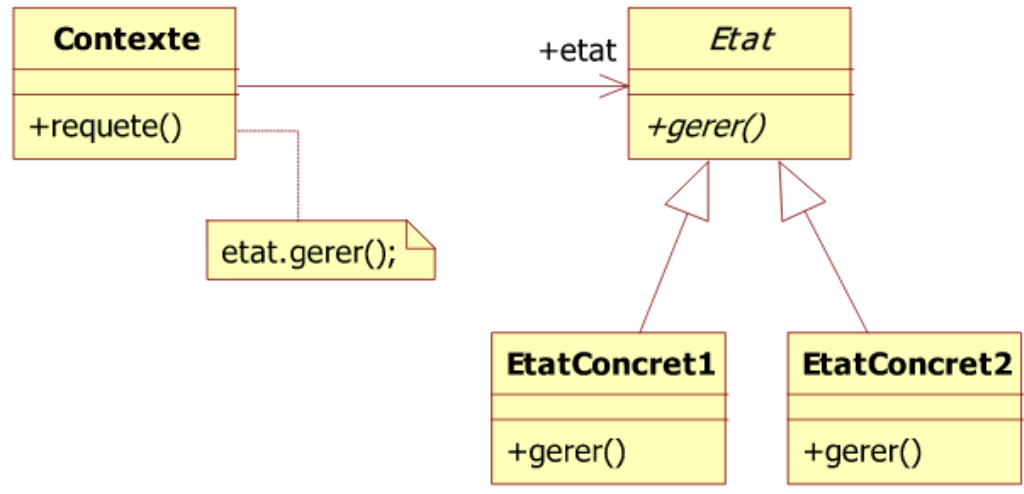 Contexte
+requete()
+etat
Etat
+gerer()
etat.gerer();
EtatConcret1
+gerer()
EtatConcret2
+gerer()